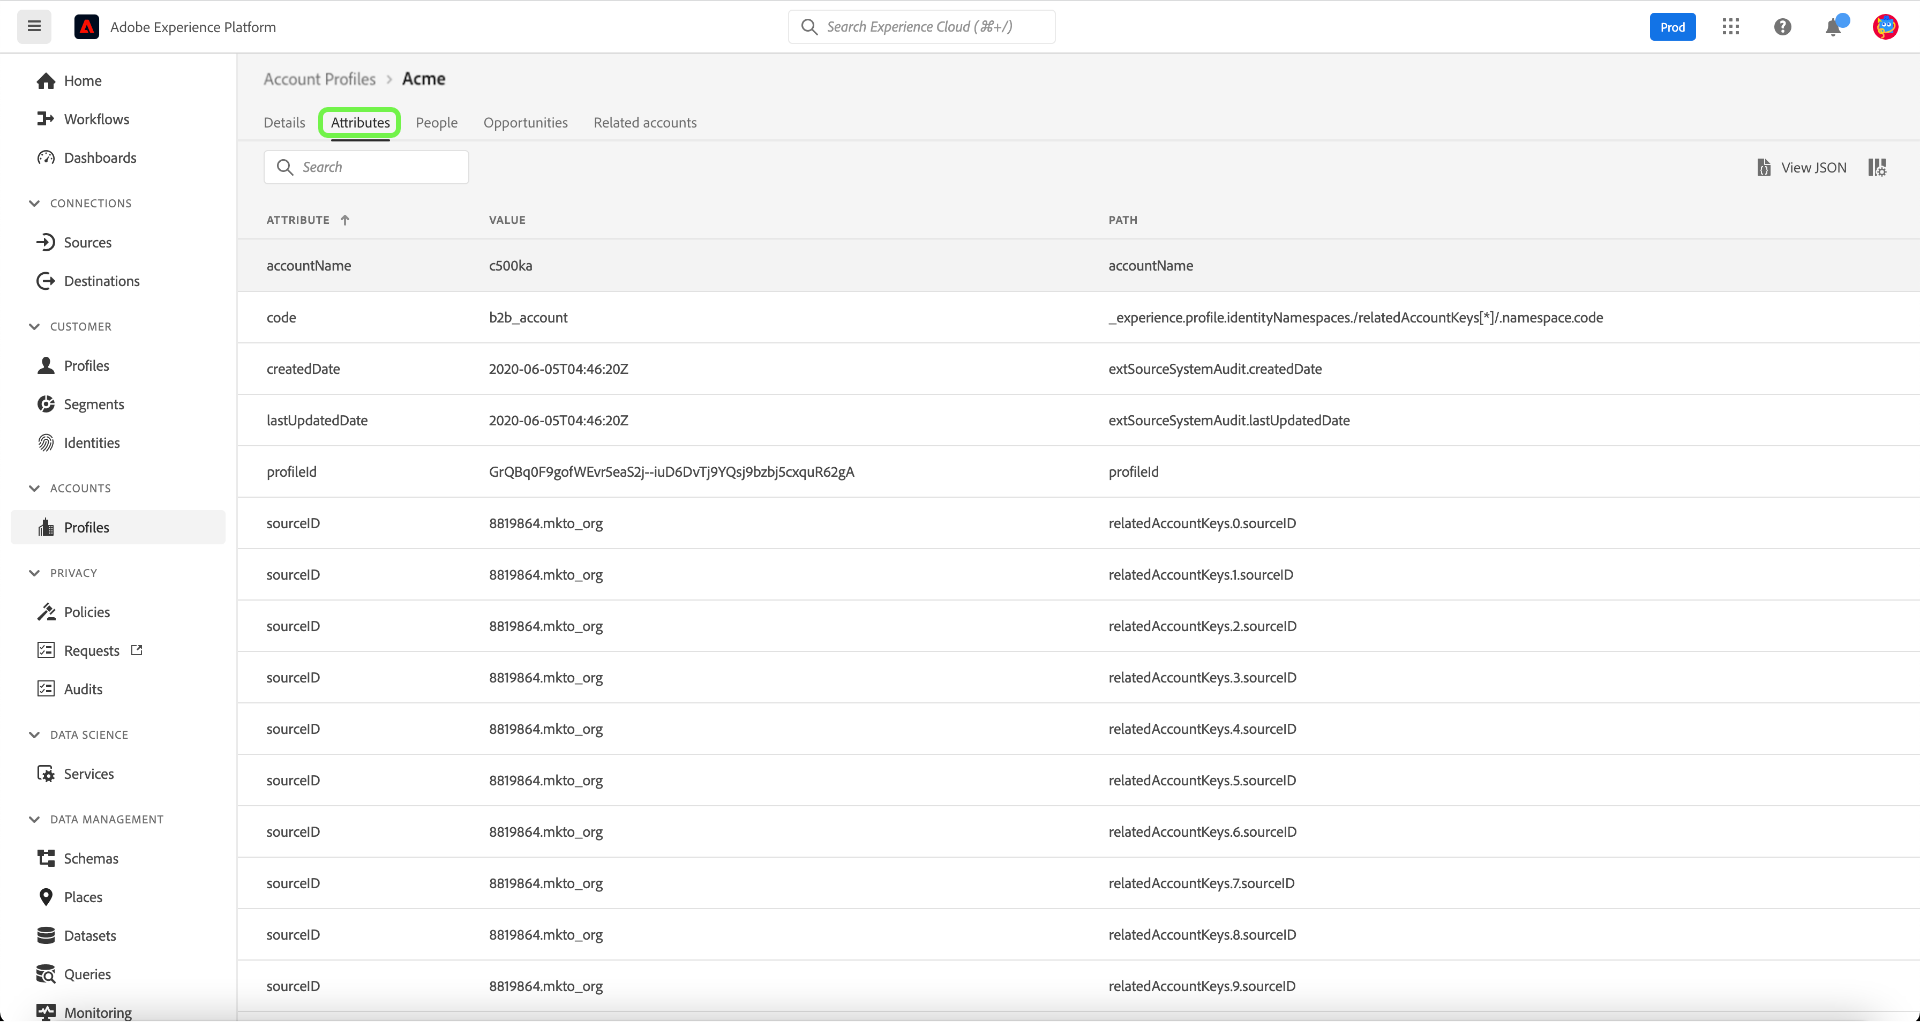 Adobe Experience Platform
Search Experience Cloud (⌘+/)
Prod
Home
Workflows
Dashboards
CONNECTIONS
Sources
Destinations
CUSTOMER
Profiles
Segments
Identities
ACCOUNTS
Profiles
PRIVACY
Policies
Requests
Audits
DATA SCIENCE
Services
DATA MANAGEMENT
Schemas
Places
Datasets
Queries
Monitoring
Account Profiles > Acme
Details Attributes People Opportunities Related accounts
Search
View JSON
ATTRIBUTE ↑ VALUE PATH
accountName c500ka accountName
code b2b_account _experience.profile.identityNamespaces./relatedAccountKeys[*]/.namespace.code
createdDate 2020-06-05T04:46:20Z extSourceSystemAudit.createdDate
lastUpdatedDate 2020-06-05T04:46:20Z extSourceSystemAudit.lastUpdatedDate
profileId GrQBq0F9gofWEvr5eaS2j--iuD6DvTj9YQsj9bzbj5cxquR62gA profileId
sourceID 8819864.mkto_org relatedAccountKeys.0.sourceID
sourceID 8819864.mkto_org relatedAccountKeys.1.sourceID
sourceID 8819864.mkto_org relatedAccountKeys.2.sourceID
sourceID 8819864.mkto_org relatedAccountKeys.3.sourceID
sourceID 8819864.mkto_org relatedAccountKeys.4.sourceID
sourceID 8819864.mkto_org relatedAccountKeys.5.sourceID
sourceID 8819864.mkto_org relatedAccountKeys.6.sourceID
sourceID 8819864.mkto_org relatedAccountKeys.7.sourceID
sourceID 8819864.mkto_org relatedAccountKeys.8.sourceID
sourceID 8819864.mkto_org relatedAccountKeys.9.sourceID